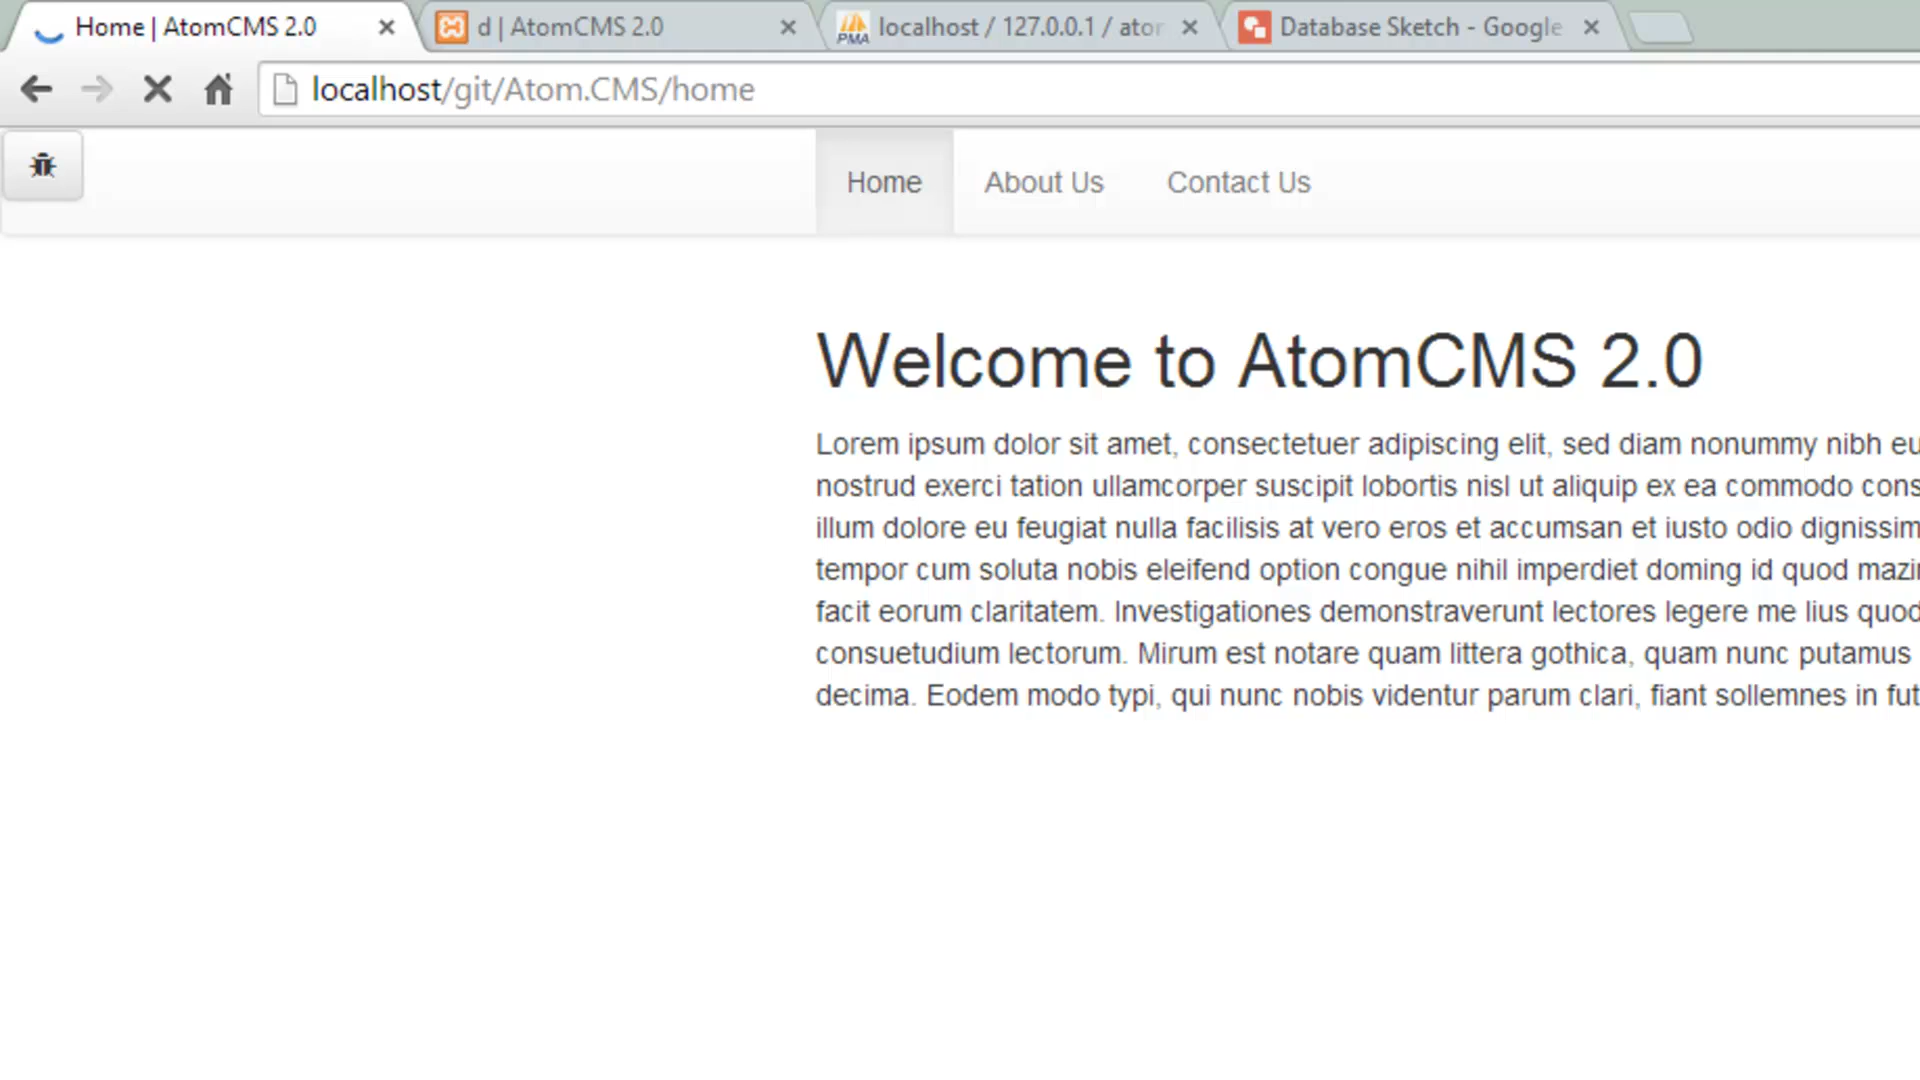 Home | AtomCMS 2.0
d | AtomCMS 2.0
PMA
localhost / 127.0.0.1 / ator
Database Sketch - Google
localhost/git/Atom.CMS/home
Home
About Us
Contact Us
Welcome to AtomCMS 2.0
Lorem ipsum dolor sit amet, consectetuer adipiscing elit, sed diam nonummy nibh eu
nostrud exerci tation ullamcorper suscipit lobortis nisl ut aliquip ex ea commodo cons
illum dolore eu feugiat nulla facilisis at vero eros et accumsan et iusto odio dignissim
tempor cum soluta nobis eleifend option congue nihil imperdiet doming id quod mazi
facit eorum claritatem. Investigationes demonstraverunt lectores legere me lius quod
consuetudium lectorum. Mirum est notare quam littera gothica, quam nunc putamus
decima. Eodem modo typi, qui nunc nobis videntur parum clari, fiant sollemnes in fut